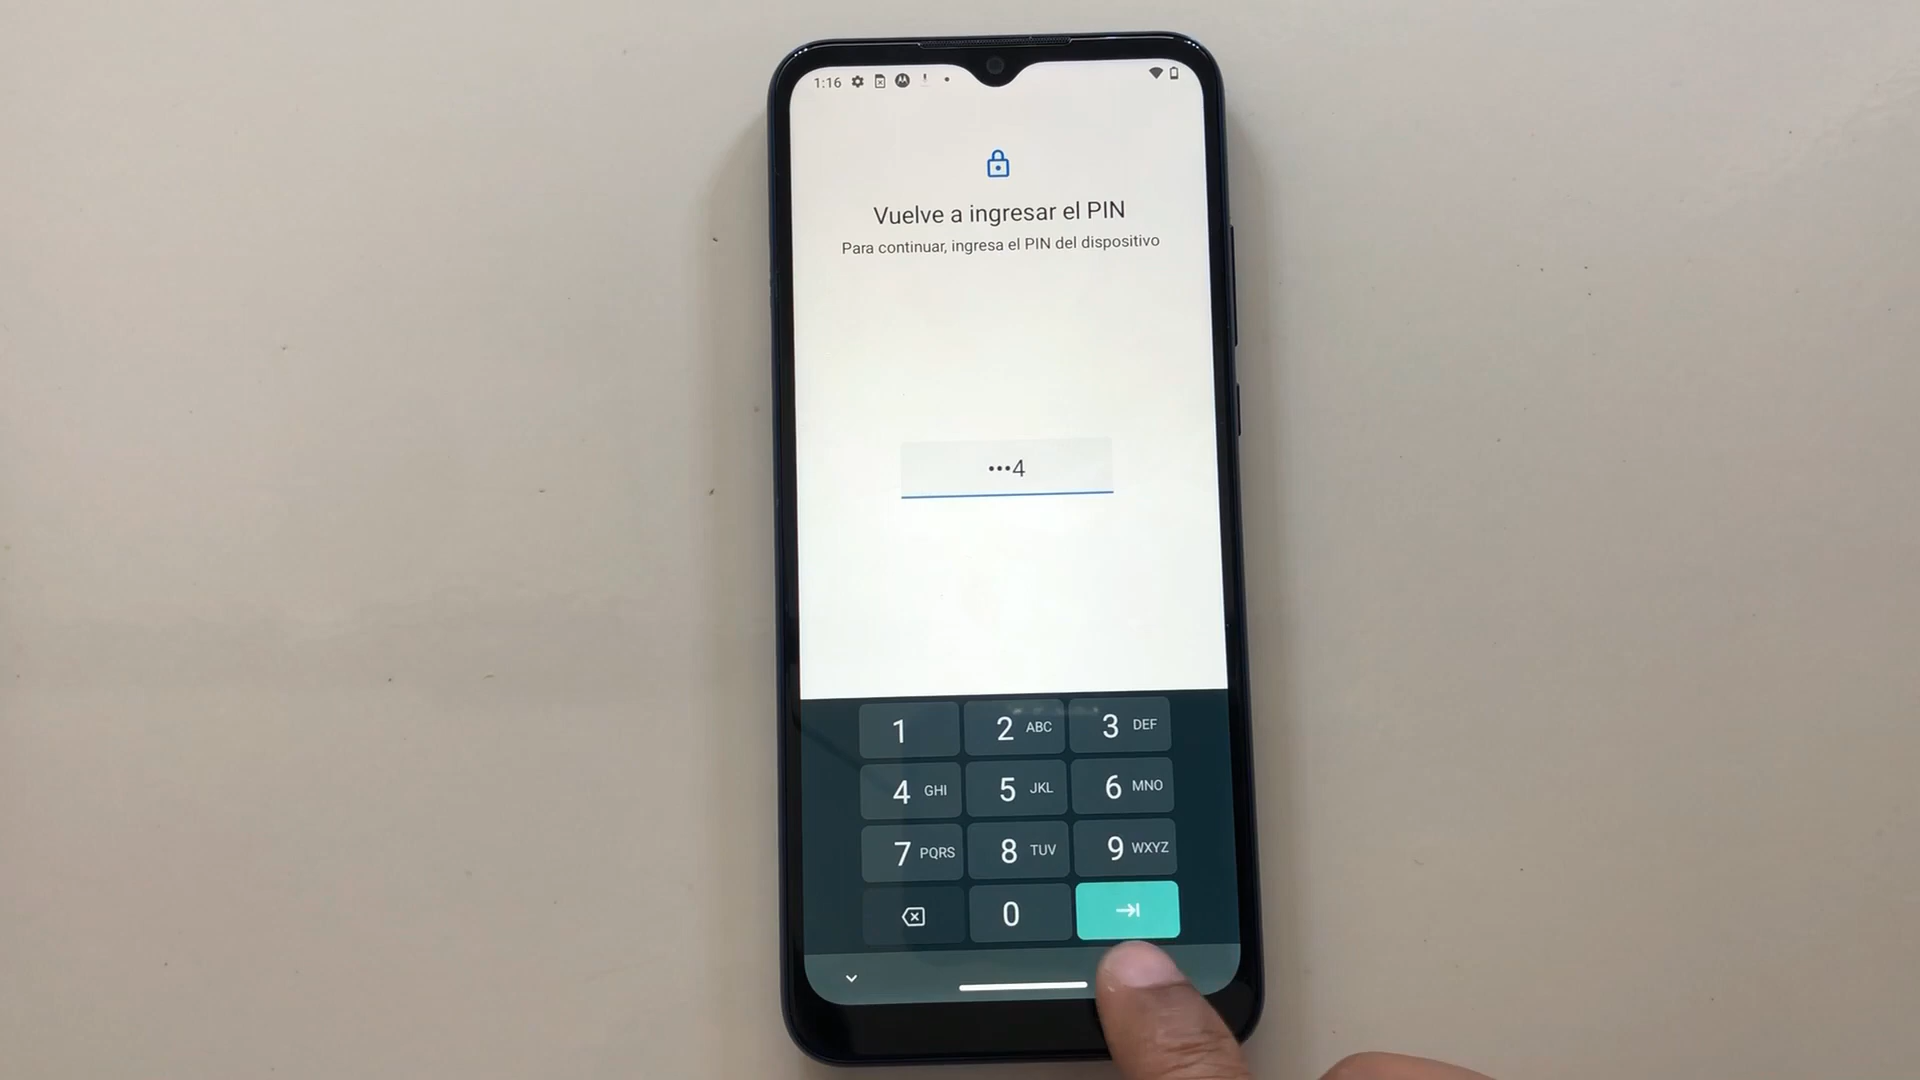 1:16
Vuelve a ingresar el PIN
Para continuar, ingresa el PIN del dispositivo
•••4
1 2 ABC 3 DEF
4 GHI 5 JKL 6 MNO
7 PQRS 8 TUV 9 WXYZ
0